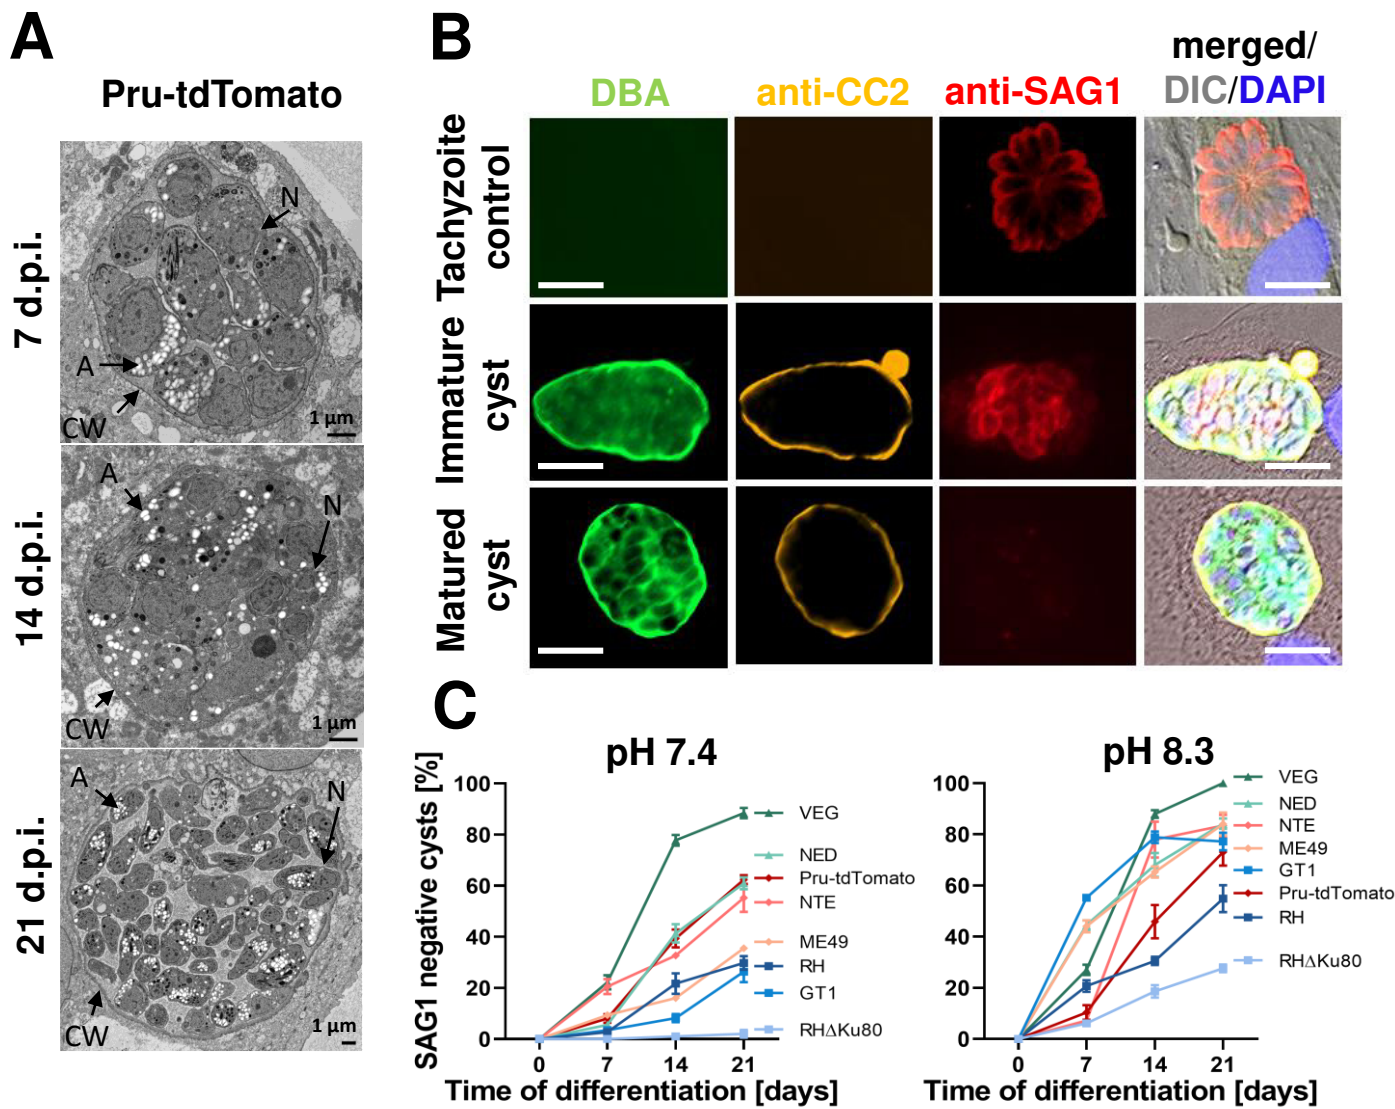 A
Pru-tdTomato
7 d.p.i.
N
A
CW
1 µm
14 d.p.i.
A
N
CW
1 µm
21 d.p.i.
A
N
CW
1 µm
B
DBA
anti-CC2
anti-SAG1
merged/
DIC/DAPI
Tachyzoite
control
Immature
cyst
Matured
cyst
C
pH 7.4
SAG1 negative cysts [%]
100
80
60
40
20
0
0 7 14 21
Time of differentiation [days]
VEG
NED
Pru-tdTomato
NTE
ME49
RH
GT1
RHΔKu80
pH 8.3
100
80
60
40
20
0
0 7 14 21
Time of differentiation [days]
VEG
NED
NTE
ME49
GT1
Pru-tdTomato
RH
RHΔKu80